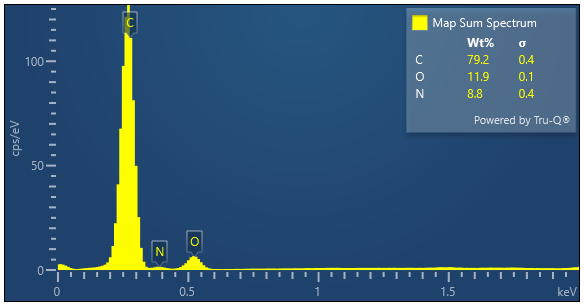 Map Sum Spectrum
Wt% σ
C 79.2 0.4
O 11.9 0.1
N 8.8 0.4
Powered by Tru-Q®
C
100
cps/eV
50
N
O
0
0 0.5 1 1.5 keV